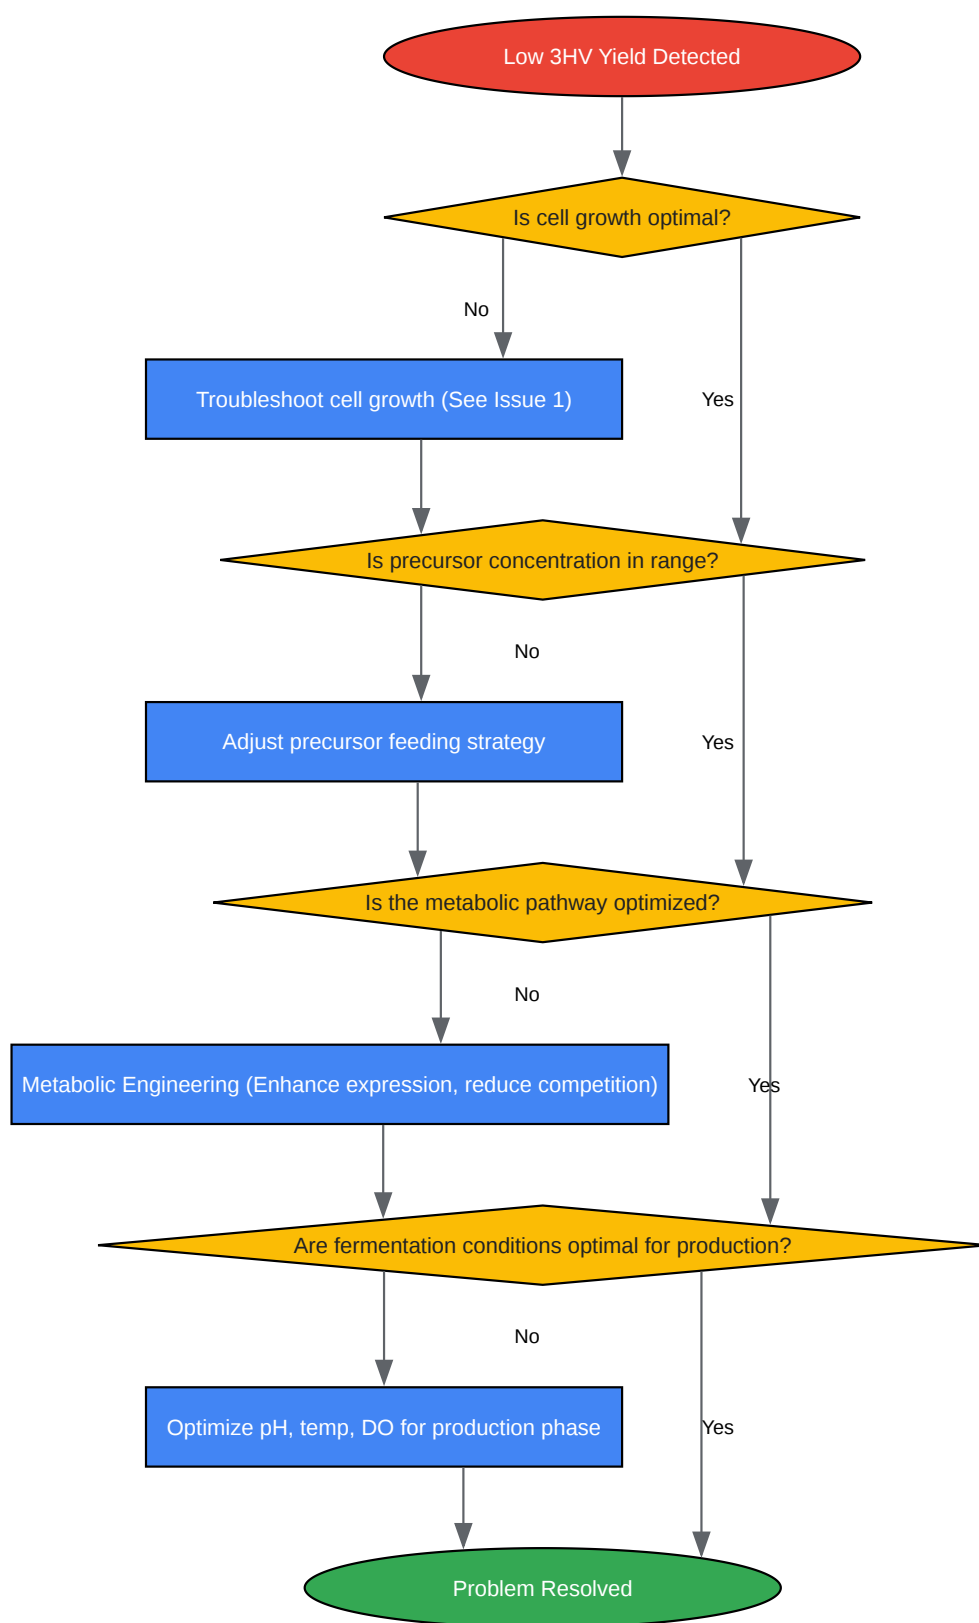 Low 3HV Yield Detected
Is cell growth optimal?
No
Troubleshoot cell growth (See Issue 1)
Yes
Is precursor concentration in range?
No
Adjust precursor feeding strategy
Yes
Is the metabolic pathway optimized?
No
Metabolic Engineering (Enhance expression, reduce competition)
Yes
Are fermentation conditions optimal for production?
No
Optimize pH, temp, DO for production phase
Yes
Problem Resolved